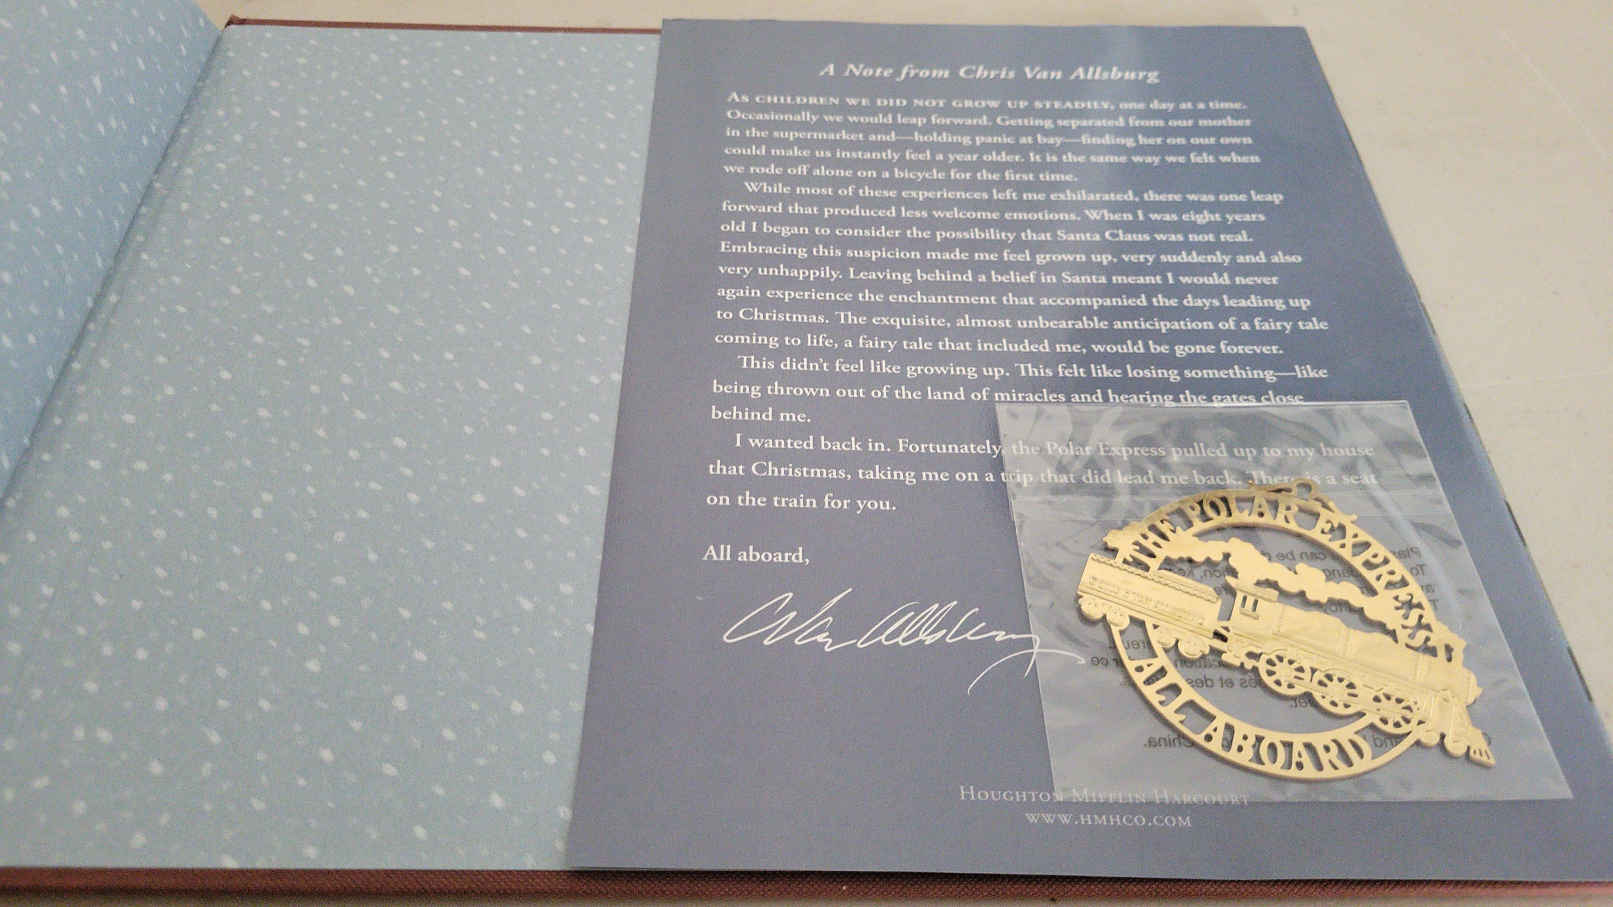 A Note from Chris Van Allsburg
As children we did not grow up steadily, one day at a time.
Occasionally we would leap forward. Getting separated from our mother
in the supermarket and—holding panic at bay—finding her on our own
could make us instantly feel a year older. It is the same way we felt when
we rode off alone on a bicycle for the first time.
While most of these experiences left me exhilarated, there was one leap
forward that produced less welcome emotions. When I was eight years
old I began to consider the possibility that Santa Claus was not real.
Embracing this suspicion made me feel grown up, very suddenly and also
very unhappily. Leaving behind a belief in Santa meant I would never
again experience the enchantment that accompanied the days leading up
to Christmas. The exquisite, almost unbearable anticipation of a fairy tale
coming to life, a fairy tale that included me, would be gone forever.
This didn't feel like growing up. This felt like losing something—like
being thrown out of the land of miracles and hearing the gates close
behind me.
I wanted back in. Fortunately, the Polar Express pulled up to my house
that Christmas, taking me on a trip that did lead me back. There is a seat
on the train for you.
All aboard,
CVan Allsburg
THE POLAR EXPRESS
ALL ABOARD
can be
et des
China.
Houghton Mifflin Harcourt
www.hmhco.com